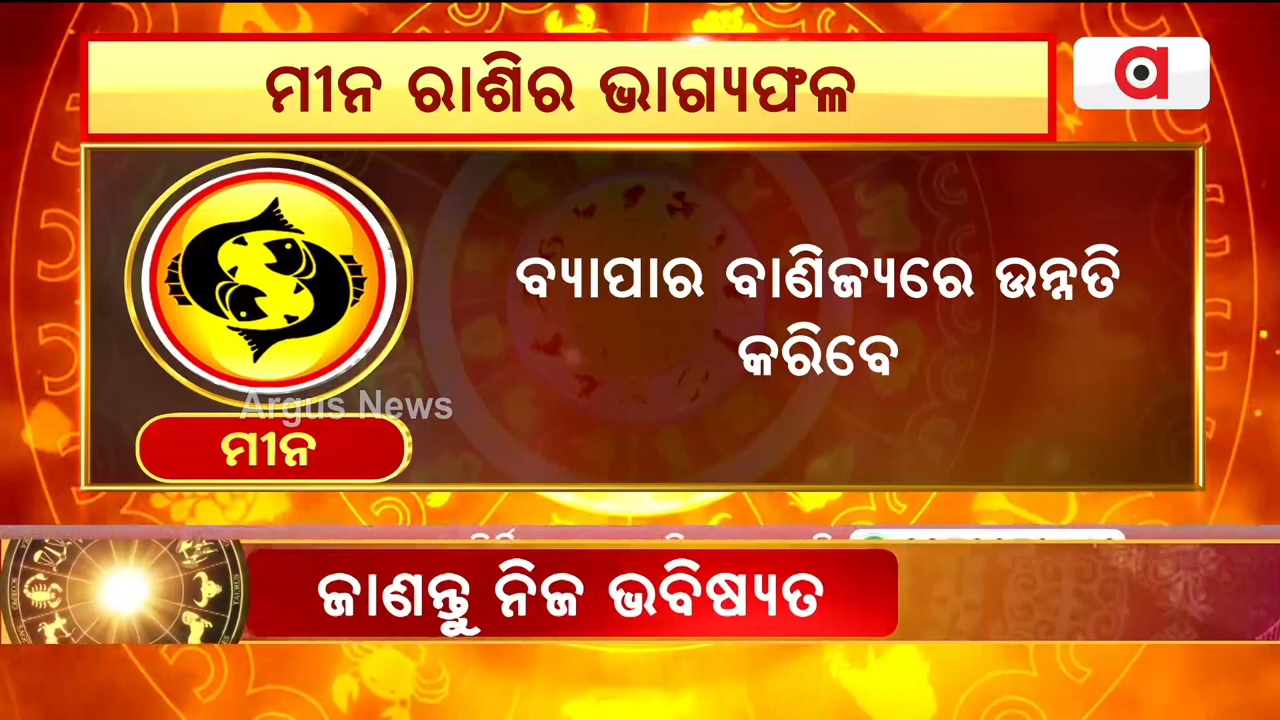 ମୀନ ରାଶିର ଭାଗ୍ୟଫଳ
ବ୍ୟାପାର ବାଣିଜ୍ୟରେ ଉନ୍ନତି
କରିବେ
Argus News
ମୀନ
ଜାଣନ୍ତୁ ନିଜ ଭବିଷ୍ୟତ